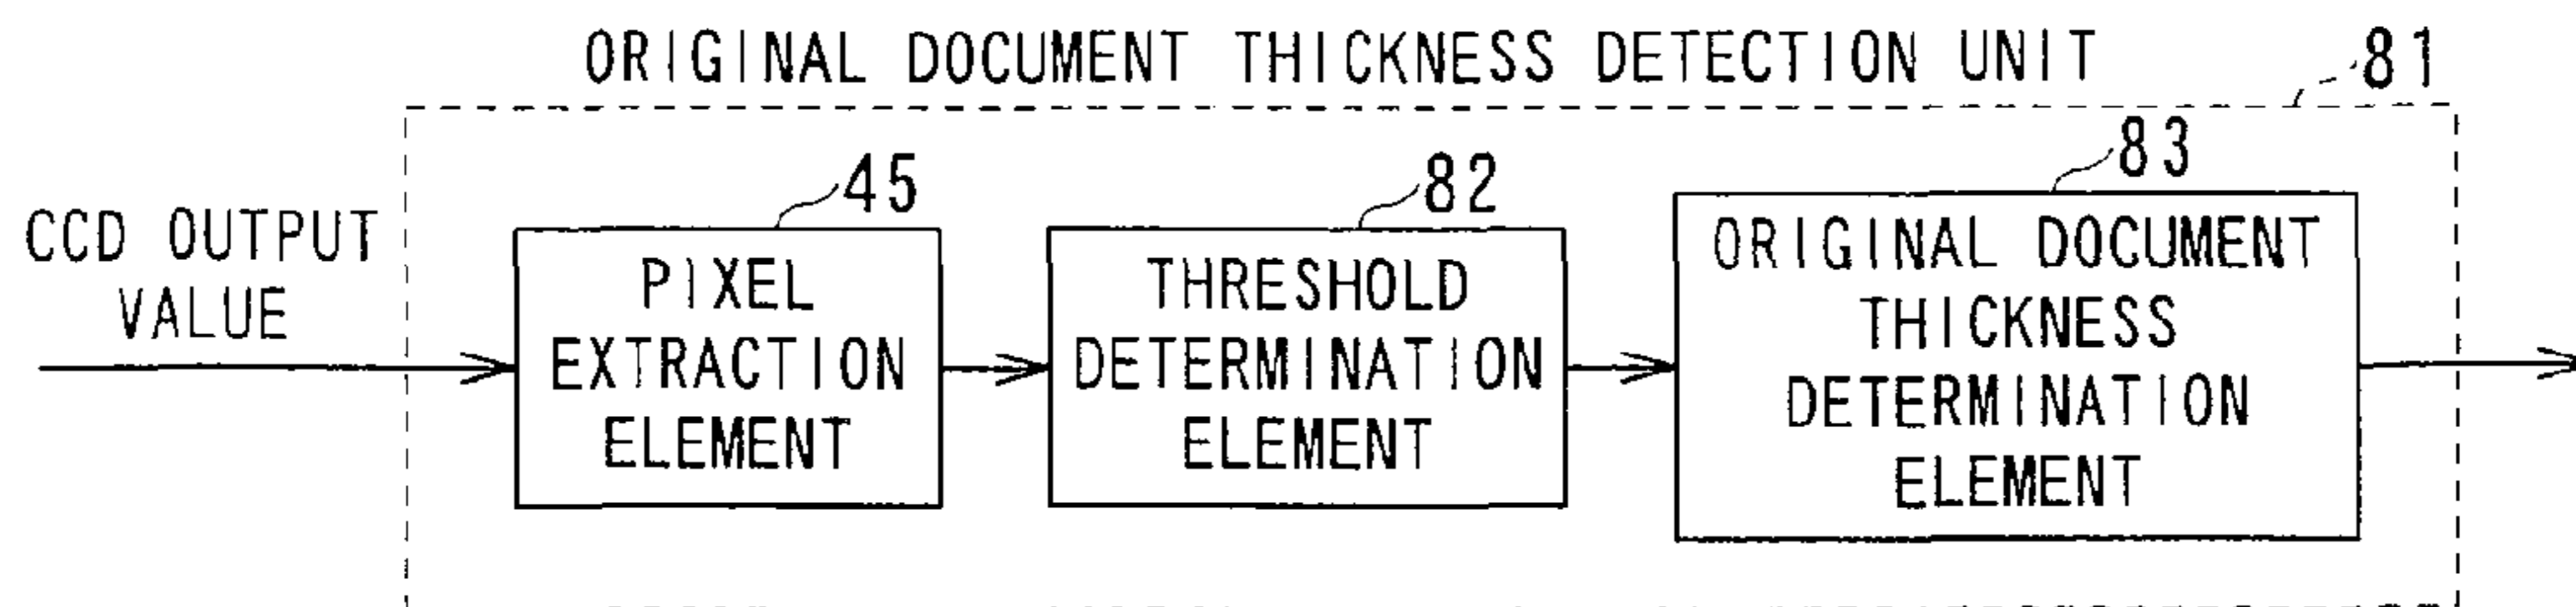 ORIGINAL DOCUMENT THICKNESS DETECTION UNIT
81
CCD OUTPUT
VALUE
45
PIXEL
EXTRACTION
ELEMENT
82
THRESHOLD
DETERMINATION
ELEMENT
83
ORIGINAL DOCUMENT
THICKNESS
DETERMINATION
ELEMENT